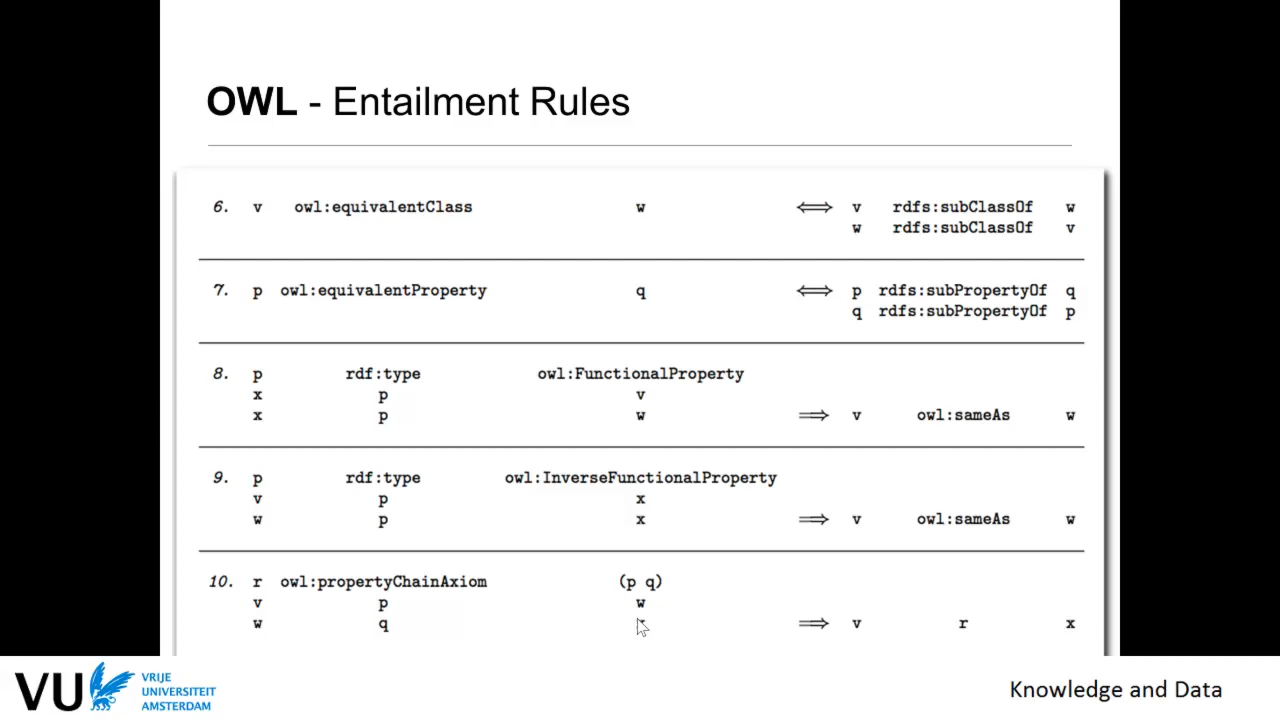 OWL - Entailment Rules
6. v owl:equivalentClass w ⟺ v rdfs:subClassOf w
w rdfs:subClassOf v
7. p owl:equivalentProperty q ⟺ p rdfs:subPropertyOf q
q rdfs:subPropertyOf p
8. p rdf:type owl:FunctionalProperty
x p v
x p w ⟹ v owl:sameAs w
9. p rdf:type owl:InverseFunctionalProperty
v p x
w p x ⟹ v owl:sameAs w
10. r owl:propertyChainAxiom (p q)
v p w
w q ⟹ v r x
VU VRIJE
UNIVERSITEIT
AMSTERDAM
Knowledge and Data